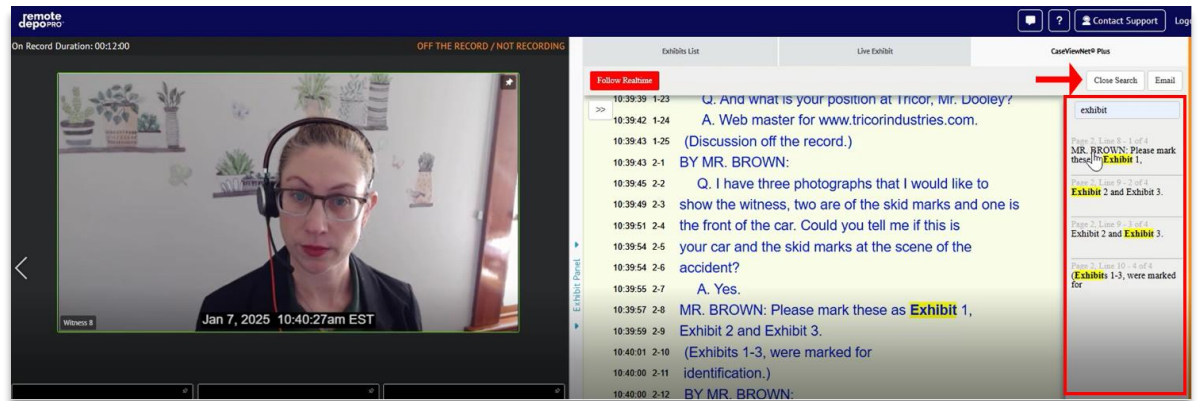 remote
depoPRO
?
Contact Support
On Record Duration: 00:12:00
OFF THE RECORD / NOT RECORDING
Exhibits List
Live Exhibit
CaseViewNet® Plus
Follow Realtime
Close Search
Email
>>
exhibit
10:39:39 1-23 Q. And what is your position at Tricor, Mr. Dooley?
10:39:42 1-24 A. Web master for www.tricorindustries.com.
10:39:43 1-25 (Discussion off the record.)
10:39:43 2-1 BY MR. BROWN:
10:39:45 2-2 Q. I have three photographs that I would like to
10:39:49 2-3 show the witness, two are of the skid marks and one is
10:39:51 2-4 the front of the car. Could you tell me if this is
10:39:54 2-5 your car and the skid marks at the scene of the
10:39:54 2-6 accident?
10:39:55 2-7 A. Yes.
10:39:57 2-8 MR. BROWN: Please mark these as Exhibit 1,
10:39:59 2-9 Exhibit 2 and Exhibit 3.
10:40:01 2-10 (Exhibits 1-3, were marked for
10:40:00 2-11 identification.)
10:40:00 2-12 BY MR. BROWN:
Page 2, Line 8 - 1 of 4
MR. BROWN: Please mark
these Exhibit 1,
Page 2, Line 9 - 2 of 4
Exhibit 2 and Exhibit 3.
Page 2, Line 9 - 3 of 4
Exhibit 2 and Exhibit 3.
Page 2, Line 10 - 4 of 4
(Exhibits 1-3, were marked
for
Exhibit Panel
Witness 8
Jan 7, 2025 10:40:27am EST